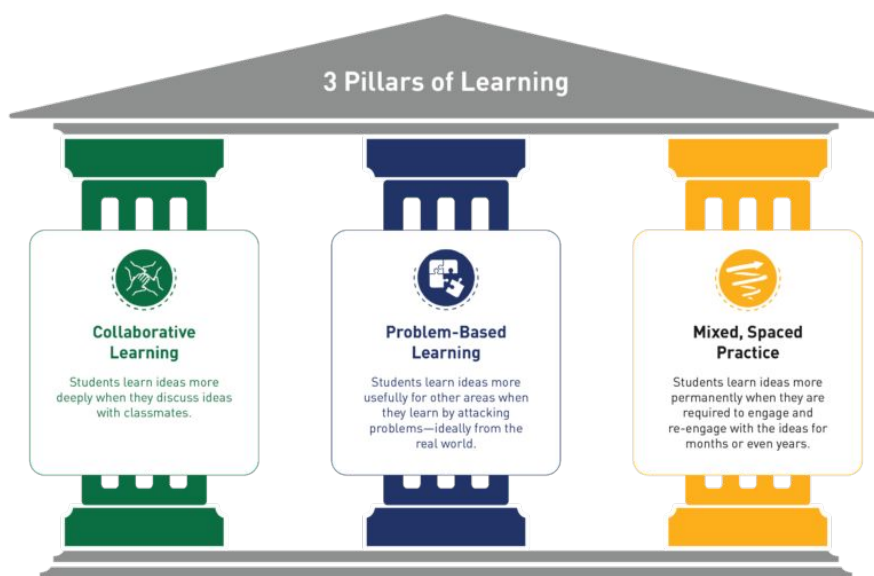 3 Pillars of Learning
Collaborative
Learning
Students learn ideas more
deeply when they discuss ideas
with classmates.
Problem-Based
Learning
Students learn ideas more
usefully for other areas when
they learn by attacking
problems—ideally from the
real world.
Mixed, Spaced
Practice
Students learn ideas more
permanently when they are
required to engage and
re-engage with the ideas for
months or even years.